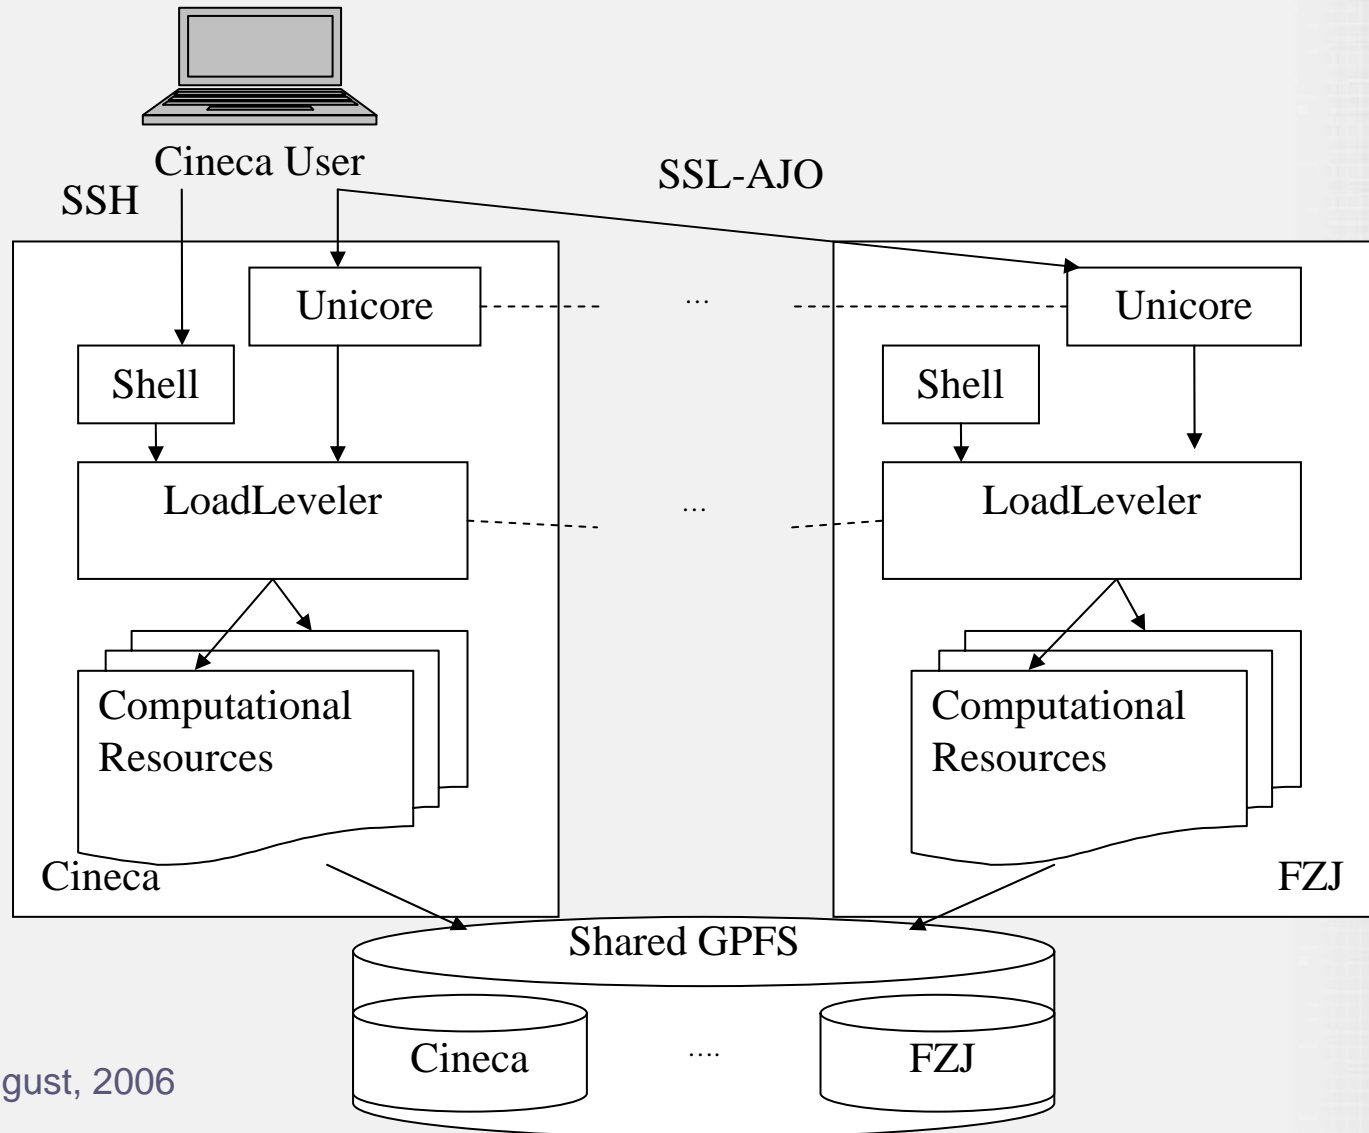 Cineca User
SSL-AJO
SSH
Unicore
...
Unicore
Shell
Shell
LoadLeveler
...
LoadLeveler
Computational
Resources
Computational
Resources
Cineca
FZJ
Shared GPFS
Cineca
....
FZJ
gust, 2006